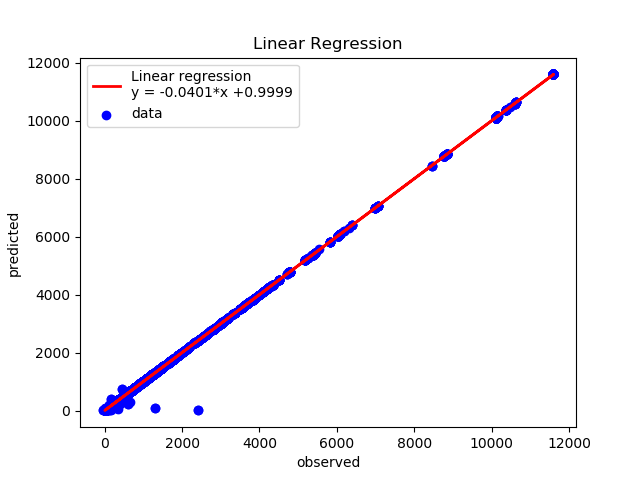 Linear Regression
Linear regression
y = -0.0401*x +0.9999
data
12000
10000
8000
6000
4000
2000
0
predicted
0
2000
4000
6000
8000
10000
12000
observed